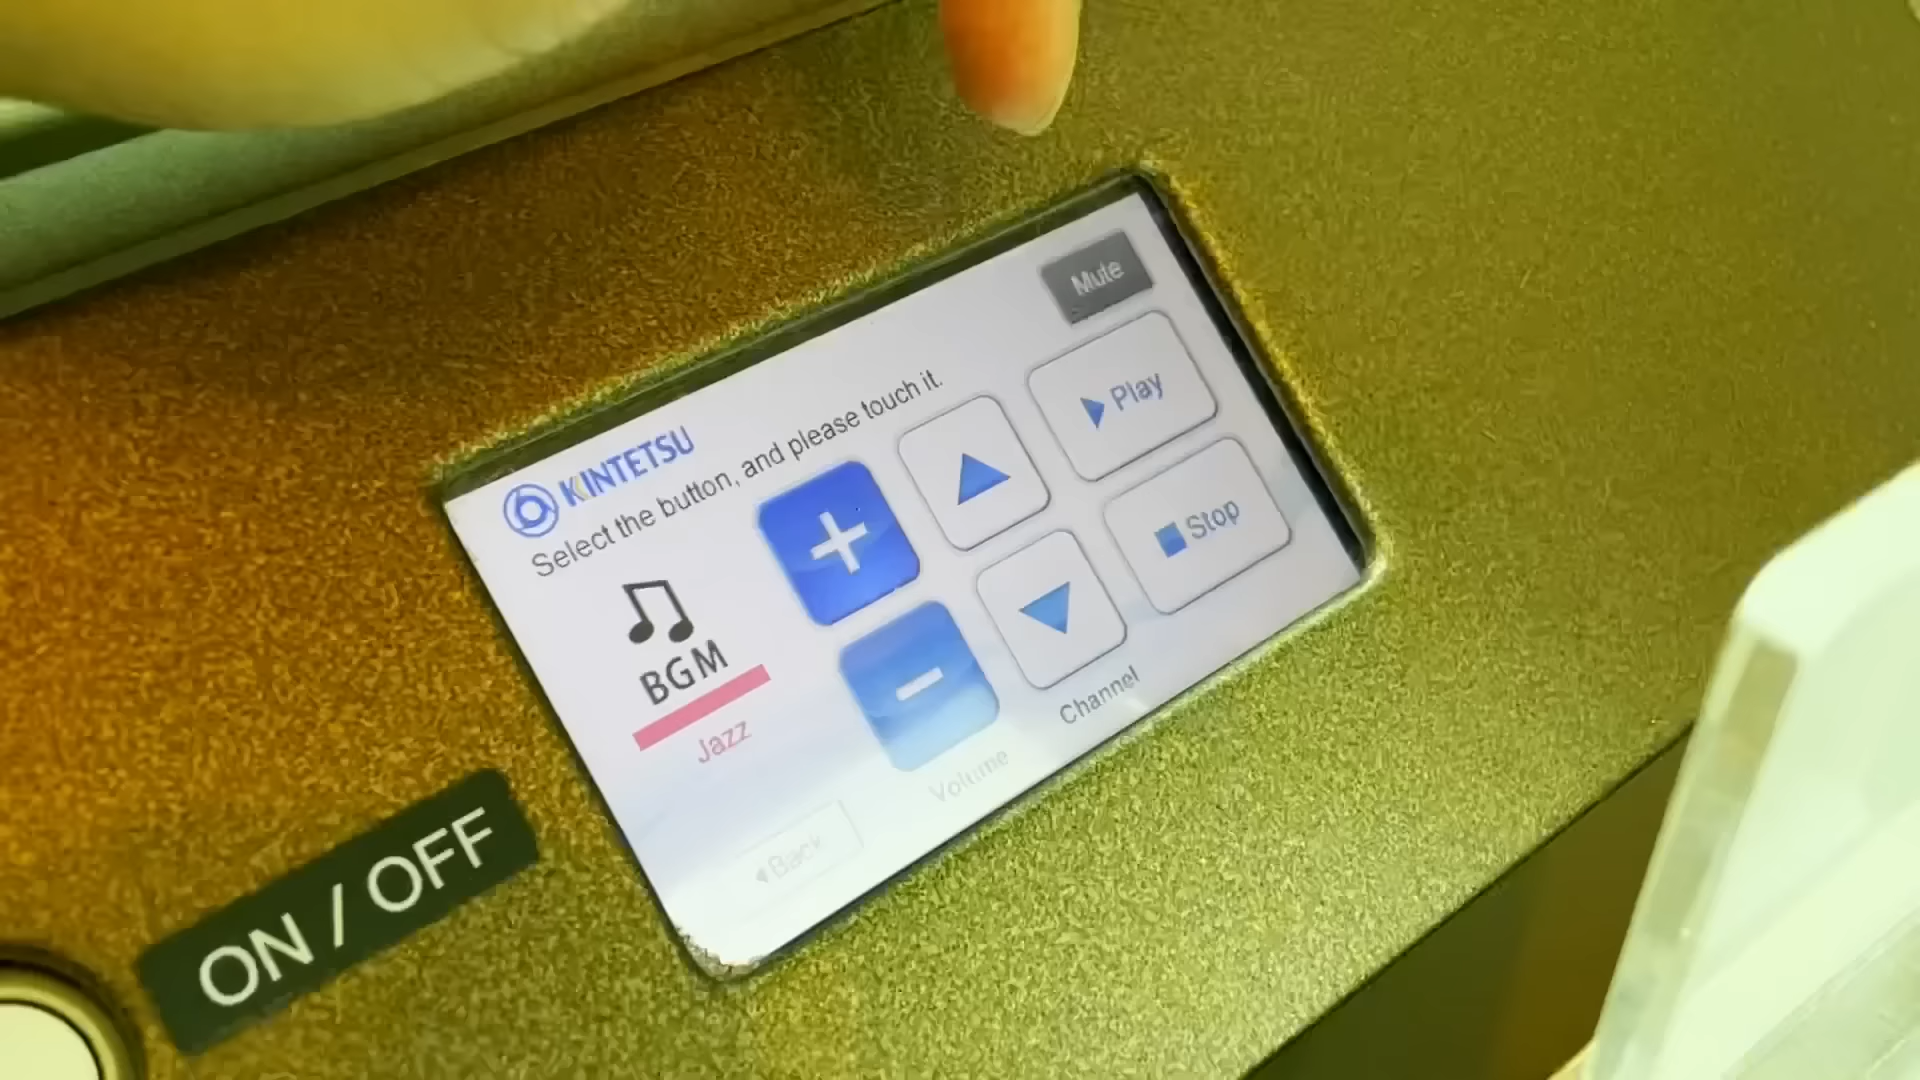 Mute
KINTETSU
Select the button, and please touch it.
Play
Stop
BGM
Jazz
Channel
Volume
Back
ON / OFF